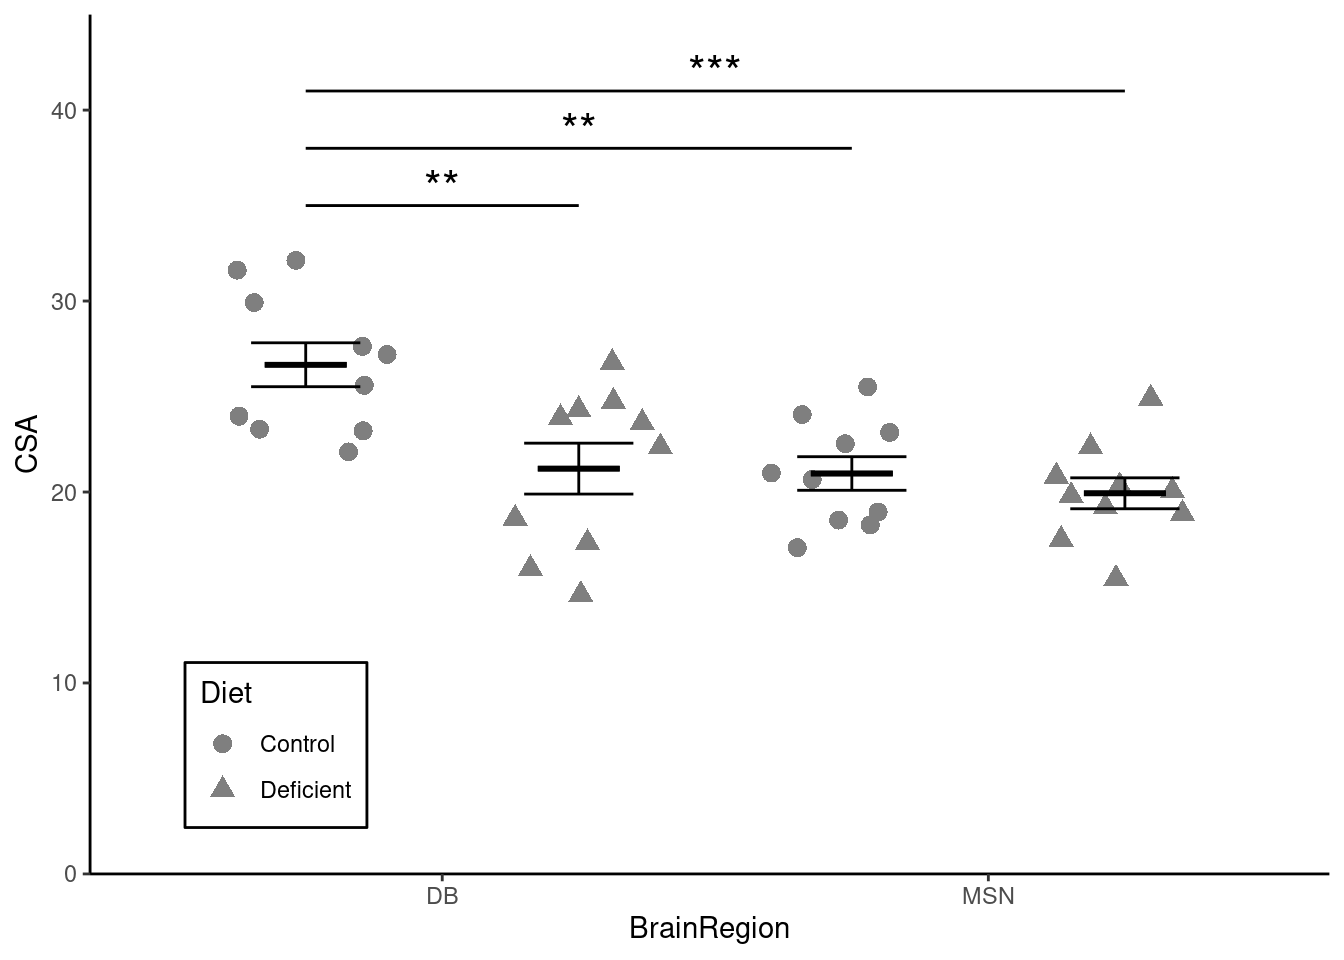 ***
40
**
**
CSA
30
20
10
Diet
Control
Deficient
0
DB MSN
BrainRegion